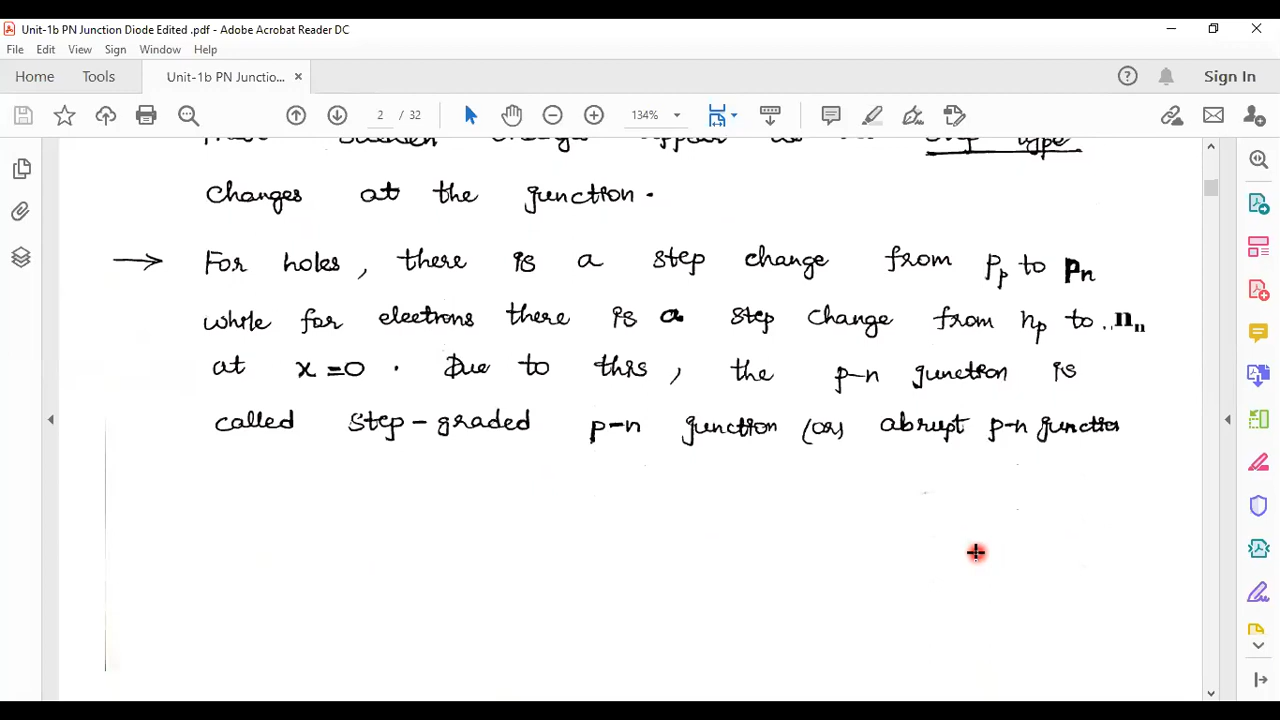 Unit-1b PN Junction Diode Edited .pdf - Adobe Acrobat Reader DC
File Edit View Sign Window Help
Home Tools Unit-1b PN Junctio... × Sign In
2 / 32 134%
changes at the junction.
→ For holes, there is a step change from Pp to Pn
while for electrons there is a step change from np to .. nn
at x=0 . Due to this, the p-n junction is
called step-graded p-n junction (or) abrupt p-n junction